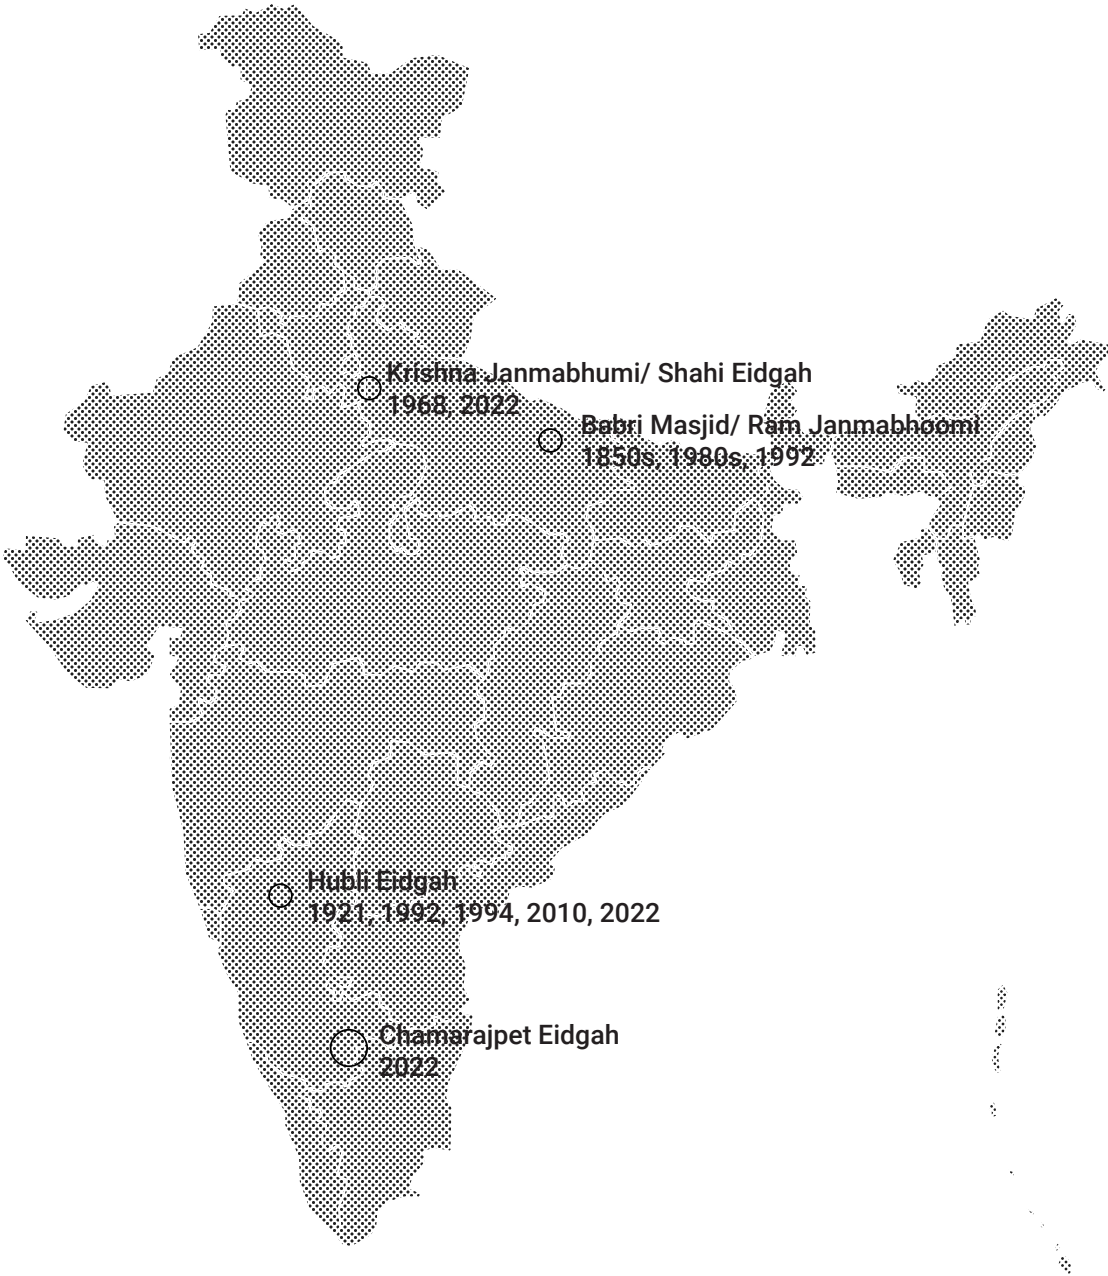 Krishna Janmabhumi/ Shahi Eidgah
1968, 2022
Babri Masjid/ Ram Janmabhoomi
1850s, 1980s, 1992
Hubli Eidgah
1921, 1992, 1994, 2010, 2022
Chamarajpet Eidgah
2022